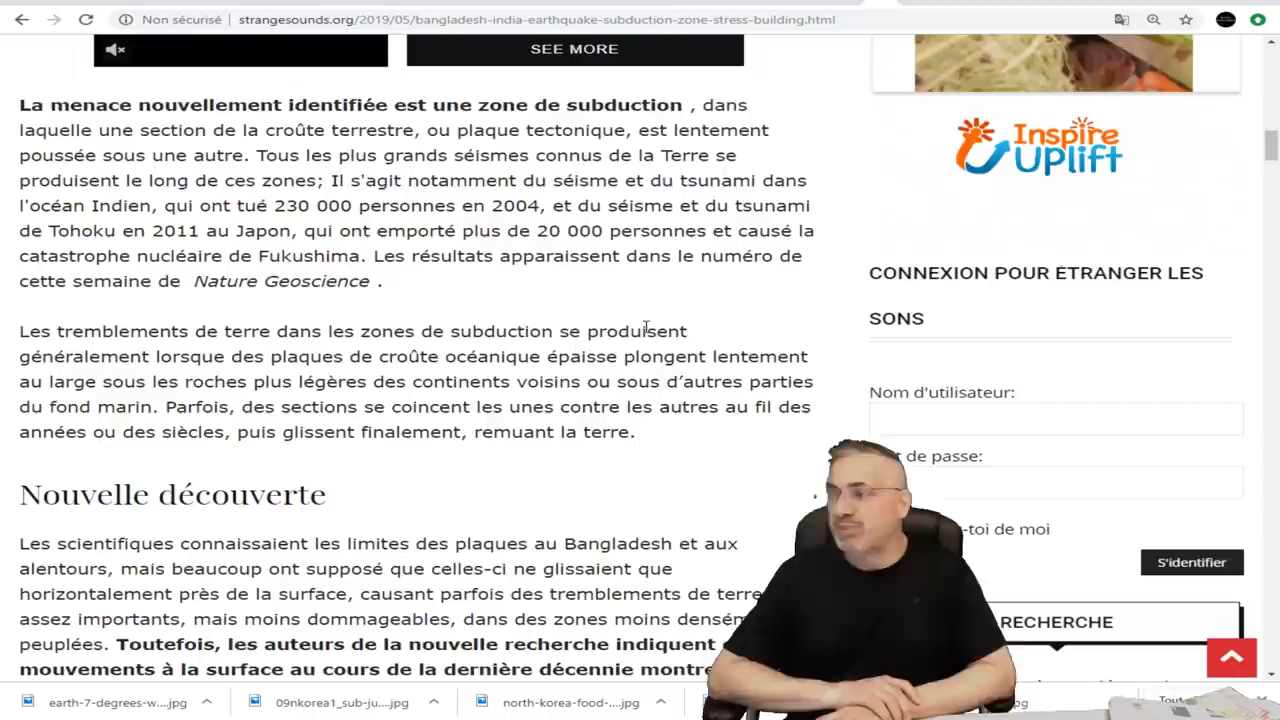 Non sécurisé
strangesounds.org/2019/05/bangladesh-india-earthquake-subduction-zone-stress-building.html
SEE MORE
La menace nouvellement identifiée est une zone de subduction , dans
laquelle une section de la croûte terrestre, ou plaque tectonique, est lentement
poussée sous une autre. Tous les plus grands séismes connus de la Terre se
produisent le long de ces zones; Il s'agit notamment du séisme et du tsunami dans
l'océan Indien, qui ont tué 230 000 personnes en 2004, et du séisme et du tsunami
de Tohoku en 2011 au Japon, qui ont emporté plus de 20 000 personnes et causé la
catastrophe nucléaire de Fukushima. Les résultats apparaissent dans le numéro de
cette semaine de Nature Geoscience .
Les tremblements de terre dans les zones de subduction se produisent
généralement lorsque des plaques de croûte océanique épaisse plongent lentement
au large sous les roches plus légères des continents voisins ou sous d'autres parties
du fond marin. Parfois, des sections se coincent les unes contre les autres au fil des
années ou des siècles, puis glissent finalement, remuant la terre.
Nouvelle découverte
Les scientifiques connaissaient les limites des plaques au Bangladesh et aux
alentours, mais beaucoup ont supposé que celles-ci ne glissaient que
horizontalement près de la surface, causant parfois des tremblements de terre
assez importants, mais moins dommageables, dans des zones moins
peuplées. Toutefois, les auteurs de la nouvelle recherche indiquent
mouvements à la surface au cours de la dernière décennie
Inspire
Uplift
CONNEXION POUR ÉTRANGER LES
SONS
Nom d'utilisateur:
de passe:
-toi de moi
S'identifier
RECHERCHE
earth-7-degrees-w....jpg
09nkorea1_sub-ju....jpg
north-korea-food-....jpg